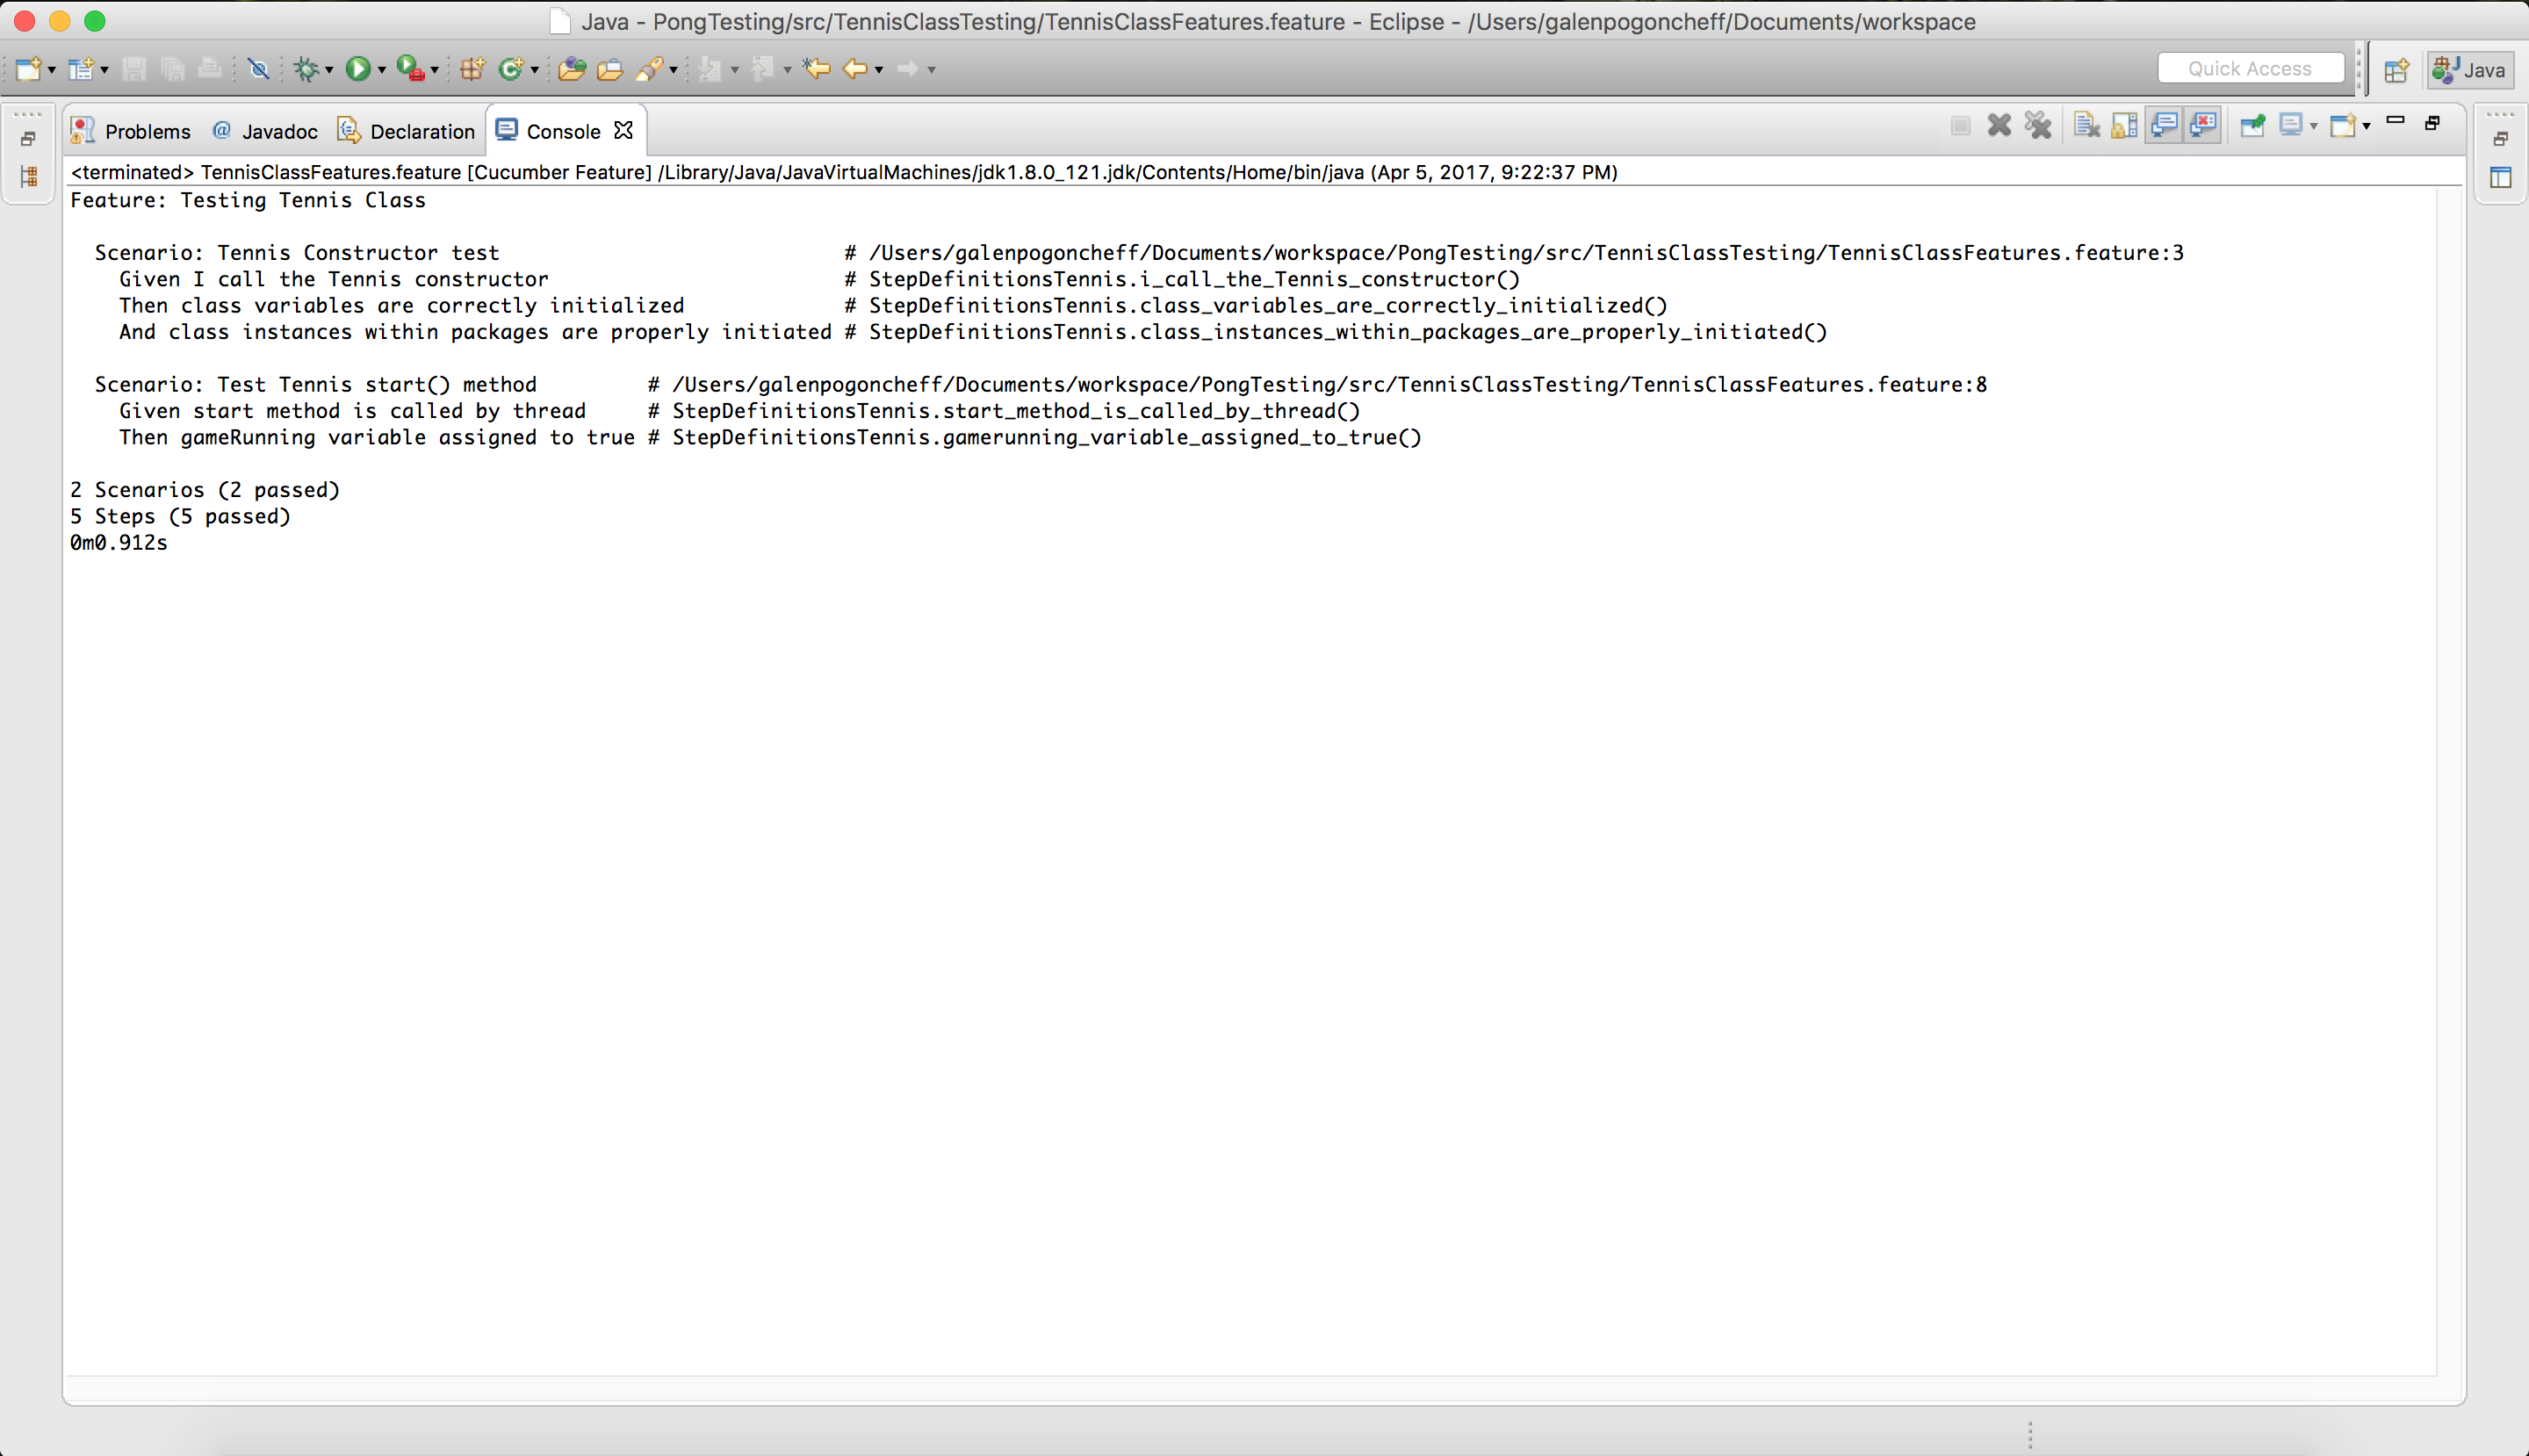 Java - PongTesting/src/TennisClassTesting/TennisClassFeatures.feature - Eclipse - /Users/galenpogoncheff/Documents/workspace
Quick Access
Java
Problems Javadoc Declaration Console
<terminated> TennisClassFeatures.feature [Cucumber Feature] /Library/Java/JavaVirtualMachines/jdk1.8.0_121.jdk/Contents/Home/bin/java (Apr 5, 2017, 9:22:37 PM)
Feature: Testing Tennis Class
Scenario: Tennis Constructor test # /Users/galenpogoncheff/Documents/workspace/PongTesting/src/TennisClassTesting/TennisClassFeatures.feature:3
Given I call the Tennis constructor # StepDefinitionsTennis.i_call_the_Tennis_constructor()
Then class variables are correctly initialized # StepDefinitionsTennis.class_variables_are_correctly_initialized()
And class instances within packages are properly initiated # StepDefinitionsTennis.class_instances_within_packages_are_properly_initiated()
Scenario: Test Tennis start() method # /Users/galenpogoncheff/Documents/workspace/PongTesting/src/TennisClassTesting/TennisClassFeatures.feature:8
Given start method is called by thread # StepDefinitionsTennis.start_method_is_called_by_thread()
Then gameRunning variable assigned to true # StepDefinitionsTennis.gamerunning_variable_assigned_to_true()
2 Scenarios (2 passed)
5 Steps (5 passed)
0m0.912s